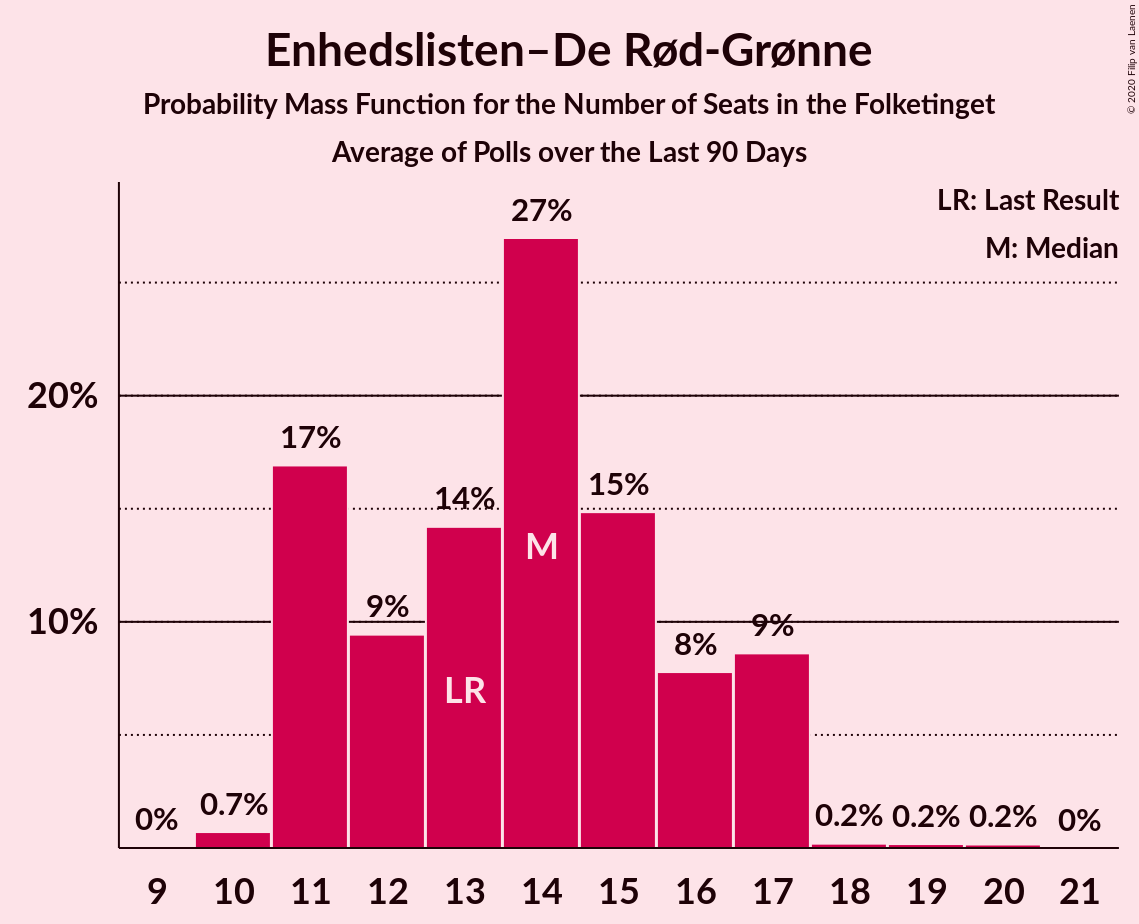 Enhedslisten–De Rød-Grønne
Probability Mass Function for the Number of Seats in the Folketinget
Average of Polls over the Last 90 Days
© 2020 Filip van Laenen
LR: Last Result
M: Median
27%
20%
17%
15%
14%
M
9%
10%
9%
8%
LR
0%
0.7%
0.2%
0.2%
0.2%
0%
9 10 11 12 13 14 15 16 17 18 19 20 21